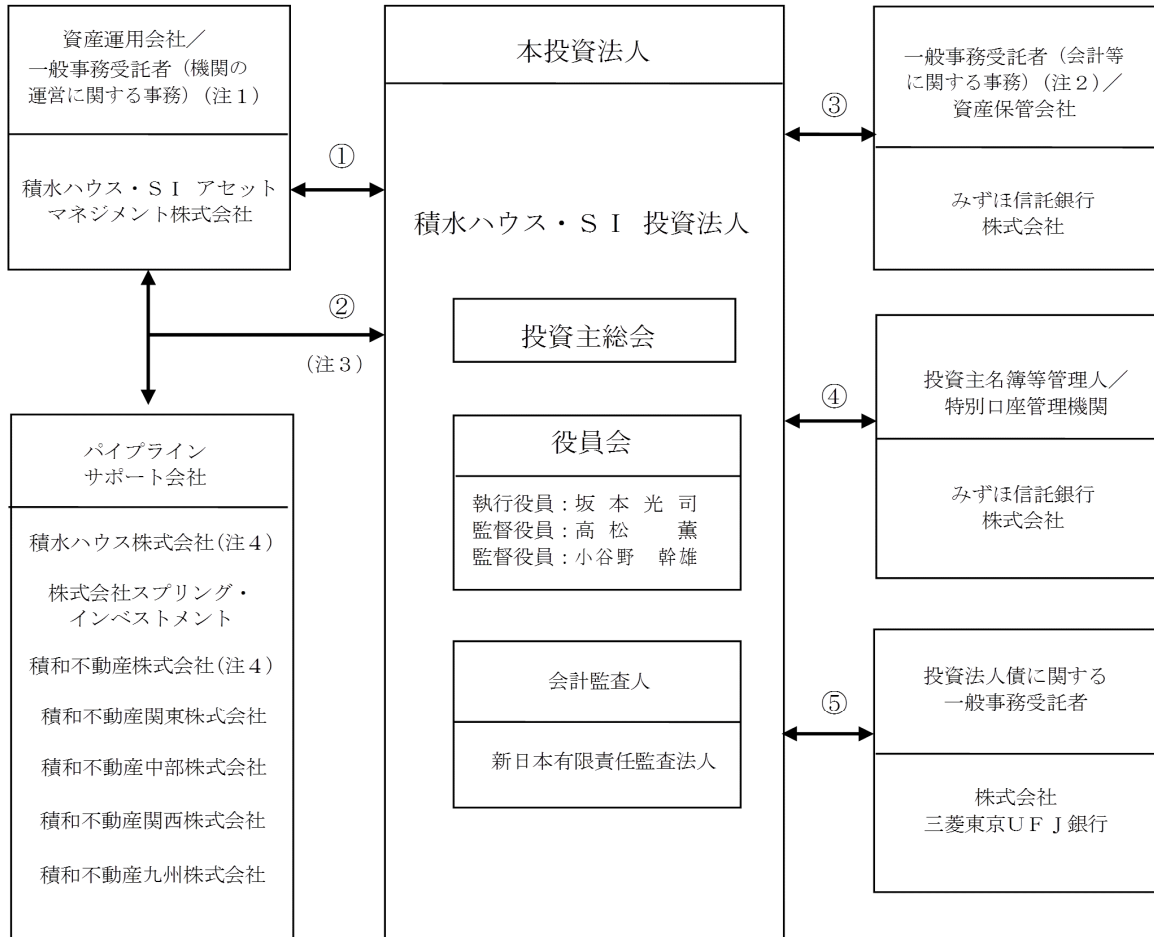 資産運用会社／
一般事務受託者（機関の
運営に関する事務）（注１）
積水ハウス・ＳＩ アセット
マネジメント株式会社
①
②
（注３）
パイプライン
サポート会社
積水ハウス株式会社（注４）
株式会社スプリング・
インベストメント
積和不動産株式会社（注４）
積和不動産関東株式会社
積和不動産中部株式会社
積和不動産関西株式会社
積和不動産九州株式会社
本投資法人
積水ハウス・ＳＩ 投資法人
投資主総会
役員会
執行役員：坂 本 光 司
監督役員：高 松 　 薫
監督役員：小谷野 幹雄
会計監査人
新日本有限責任監査法人
③
一般事務受託者（会計等
に関する事務）（注２）／
資産保管会社
みずほ信託銀行
株式会社
④
投資主名簿等管理人／
特別口座管理機関
みずほ信託銀行
株式会社
⑤
投資法人債に関する
一般事務受託者
株式会社
三菱東京ＵＦＪ銀行